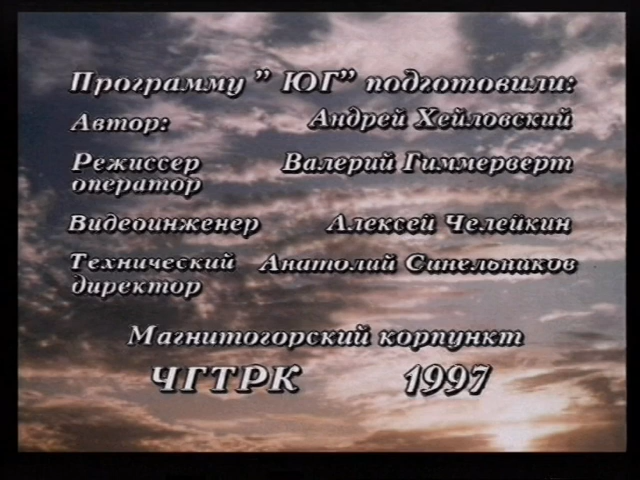 Программу " ЮГ" подготовили:
Автор: Андрей Хейловский
Режиссер Валерий Гиммерверт
оператор
Видеоинженер Алексей Челейкин
Технический Анатолий Синельников
директор
Магнитогорский корпункт
ЧГТРК 1997